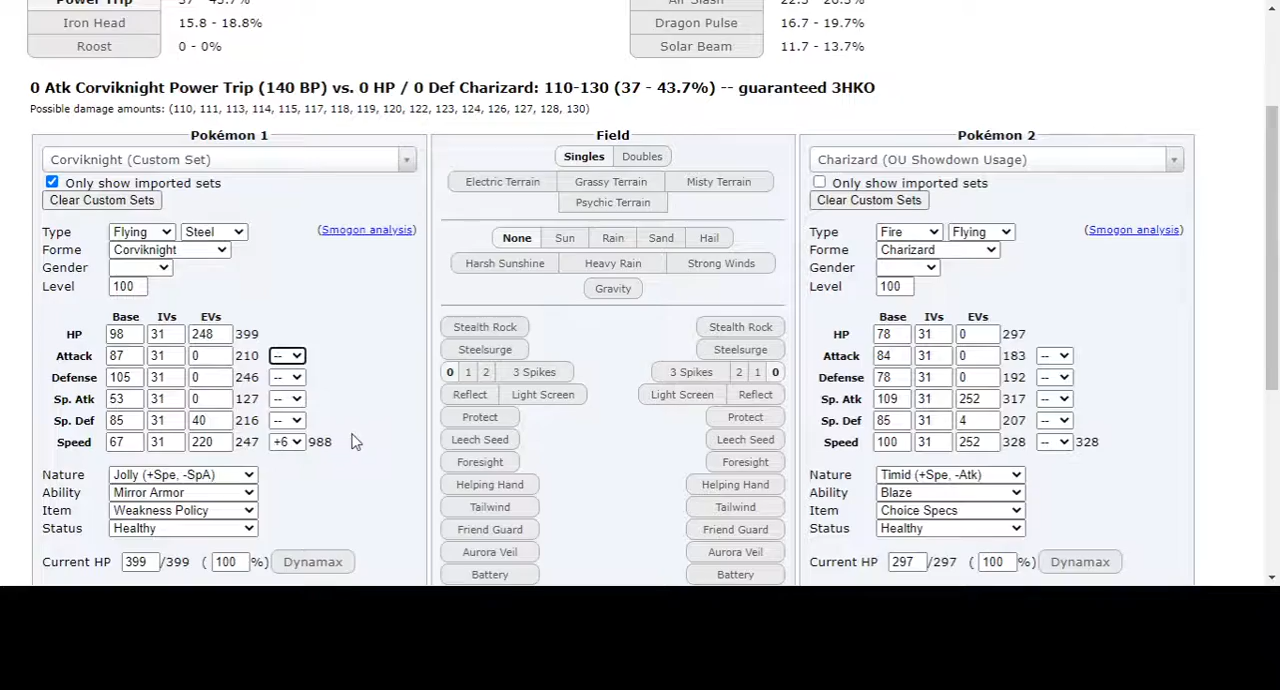 Power Trip 37 - 43.7%
Iron Head 15.8 - 18.8%
Roost 0 - 0%
Air Slash
Dragon Pulse 16.7 - 19.7%
Solar Beam 11.7 - 13.7%
0 Atk Corviknight Power Trip (140 BP) vs. 0 HP / 0 Def Charizard: 110-130 (37 - 43.7%) -- guaranteed 3HKO
Possible damage amounts: (110, 111, 113, 114, 115, 117, 118, 119, 120, 122, 123, 124, 126, 127, 128, 130)
Pokémon 1
Corviknight (Custom Set)
Only show imported sets
Clear Custom Sets
Type Flying Steel (Smogon analysis)
Forme Corviknight
Gender
Level 100
Base IVs EVs
HP 98 31 248 399
Attack 87 31 0 210 --
Defense 105 31 0 246 --
Sp. Atk 53 31 0 127 --
Sp. Def 85 31 40 216 --
Speed 67 31 220 247 +6 988
Nature Jolly (+Spe, -SpA)
Ability Mirror Armor
Item Weakness Policy
Status Healthy
Current HP 399 /399 ( 100 %) Dynamax
Field
Singles Doubles
Electric Terrain Grassy Terrain Misty Terrain
Psychic Terrain
None Sun Rain Sand Hail
Harsh Sunshine Heavy Rain Strong Winds
Gravity
Stealth Rock Stealth Rock
Steelsurge Steelsurge
0 1 2 3 Spikes 3 Spikes 2 1 0
Reflect Light Screen Light Screen Reflect
Protect Protect
Leech Seed Leech Seed
Foresight Foresight
Helping Hand Helping Hand
Tailwind Tailwind
Friend Guard Friend Guard
Aurora Veil Aurora Veil
Battery Battery
Pokémon 2
Charizard (OU Showdown Usage)
Only show imported sets
Clear Custom Sets
Type Fire Flying (Smogon analysis)
Forme Charizard
Gender
Level 100
Base IVs EVs
HP 78 31 0 297
Attack 84 31 0 183 --
Defense 78 31 0 192 --
Sp. Atk 109 31 252 317 --
Sp. Def 85 31 4 207 --
Speed 100 31 252 328 -- 328
Nature Timid (+Spe, -Atk)
Ability Blaze
Item Choice Specs
Status Healthy
Current HP 297 /297 ( 100 %) Dynamax